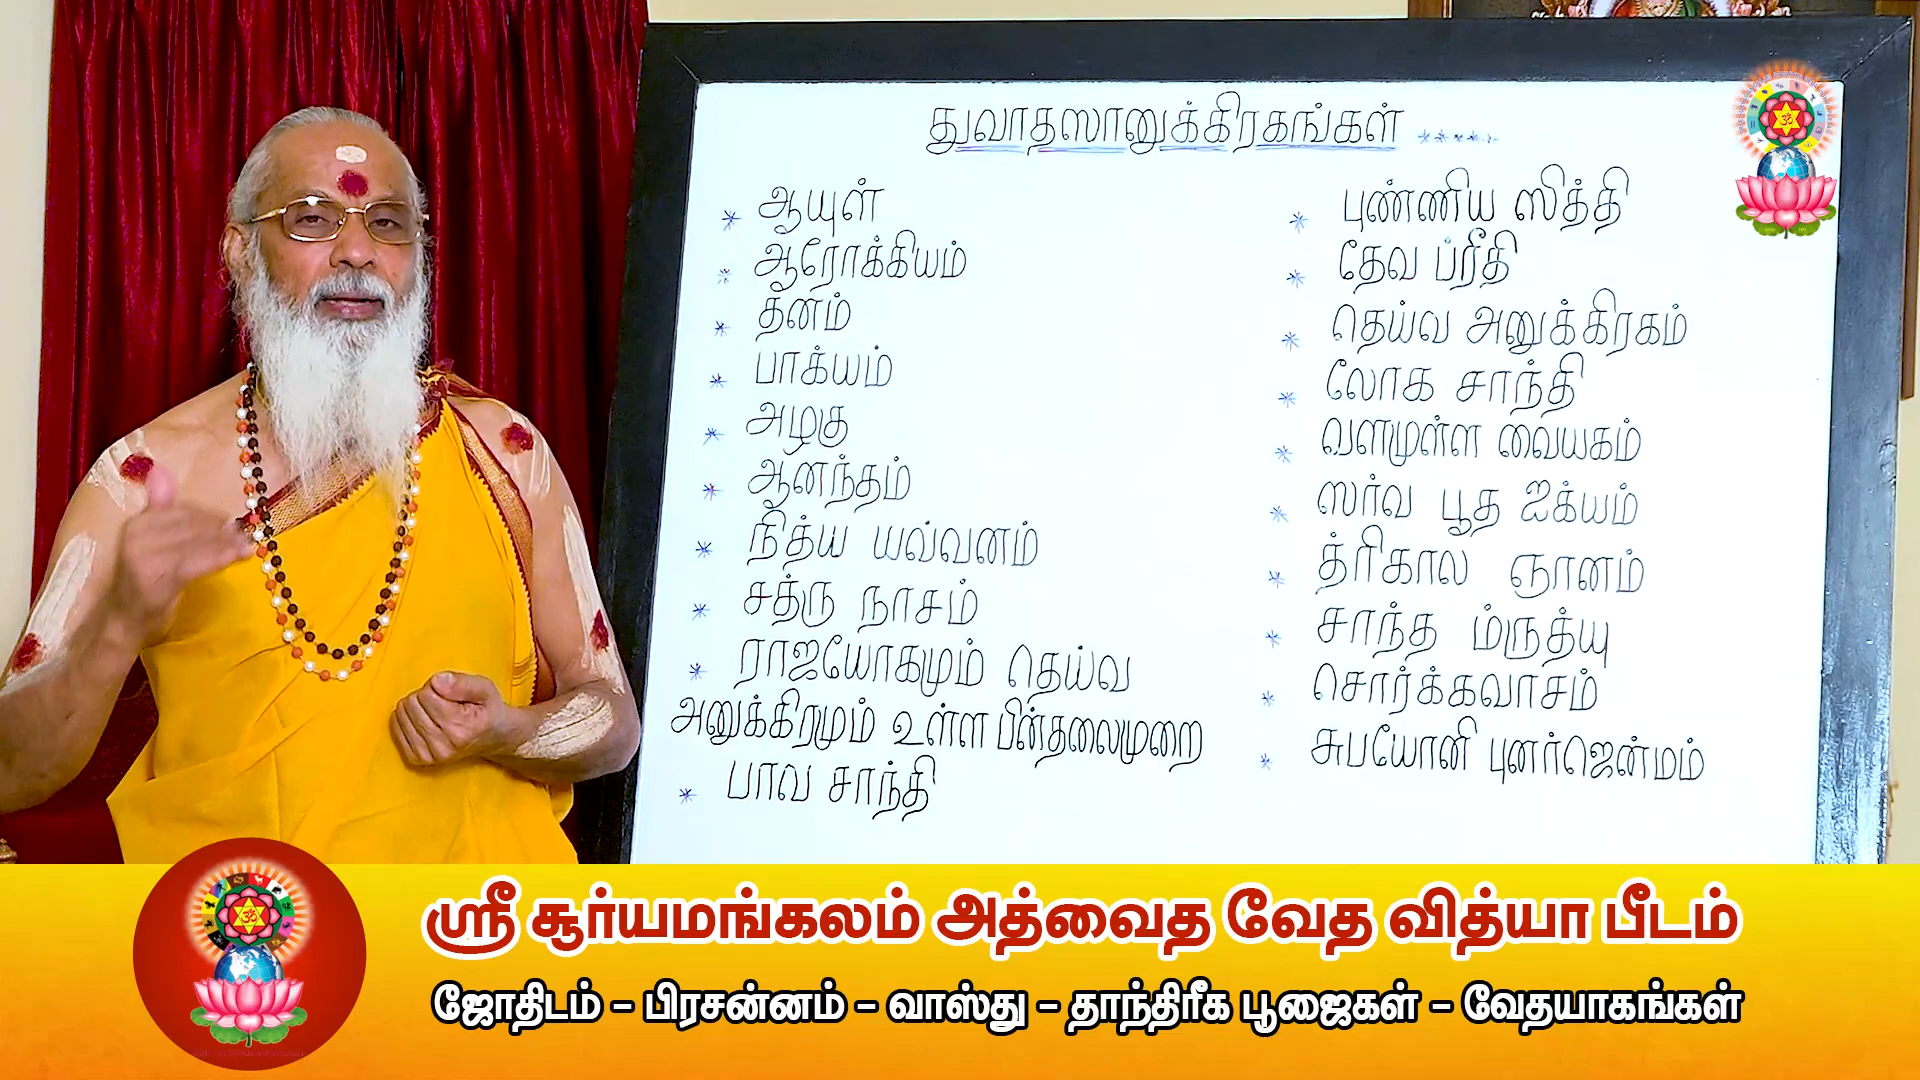 துவாதஸானுக்கிரகங்கள்
* ஆயுள்
* ஆரோக்கியம்
* தனம்
* பாக்யம்
* அழகு
* ஆனந்தம்
* நித்ய யவ்வனம்
* சத்ரு நாசம்
* ராஜயோகமும் தெய்வ
அனுக்கிரமும் உள்ள பின்தலைமுறை
* பாவ சாந்தி
* புண்ணிய ஸித்தி
* தேவ ப்ரீதி
* தெய்வ அனுக்கிரகம்
* லோக சாந்தி
* வளமுள்ள வையகம்
* ஸர்வ பூத ஐக்யம்
* த்ரிகால ஞானம்
* சாந்த ம்ருத்யு
* சொர்க்கவாசம்
* சுபயோனி புனர்ஜென்மம்
ஸ்ரீ சூர்யமங்கலம் அத்வைத வேத வித்யா பீடம்
ஜோதிடம் - பிரசன்னம் - வாஸ்து - தாந்திரீக பூஜைகள் - வேதயாகங்கள்